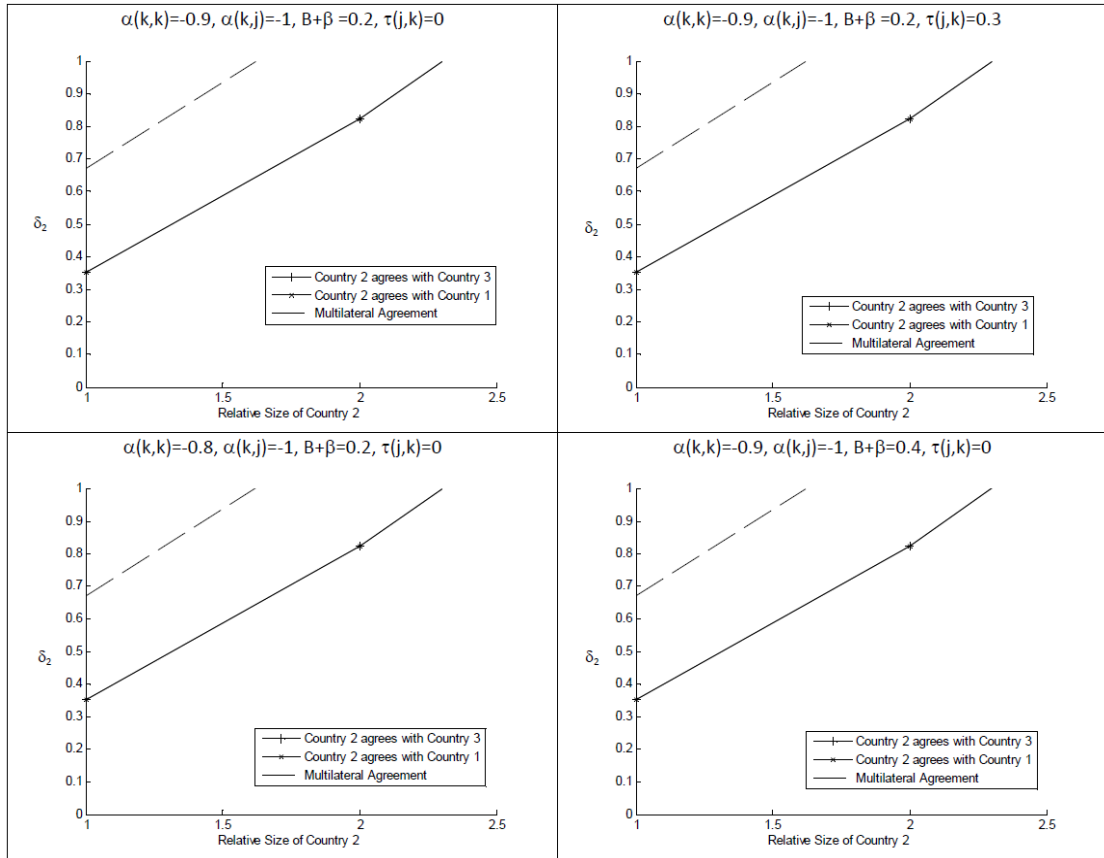 α(k,k)=-0.9, α(k,j)=-1, B+β =0.2, τ(j,k)=0
1
0.9
0.8
0.7
0.6
δ₂
0.5
0.4
0.3
0.2
0.1
0
Country 2 agrees with Country 3
Country 2 agrees with Country 1
Multilateral Agreement
1
1.5
2
2.5
Relative Size of Country 2
α(k,k)=-0.9, α(k,j)=-1, B+β =0.2, τ(j,k)=0.3
1
0.9
0.8
0.7
0.6
δ₂
0.5
0.4
0.3
0.2
0.1
0
Country 2 agrees with Country 3
Country 2 agrees with Country 1
Multilateral Agreement
1
1.5
2
2.5
Relative Size of Country 2
α(k,k)=-0.8, α(k,j)=-1, B+β=0.2, τ(j,k)=0
1
0.9
0.8
0.7
0.6
δ₂
0.5
0.4
0.3
0.2
0.1
0
Country 2 agrees with Country 3
Country 2 agrees with Country 1
Multilateral Agreement
1
1.5
2
2.5
Relative Size of Country 2
α(k,k)=-0.9, α(k,j)=-1, B+β=0.4, τ(j,k)=0
1
0.9
0.8
0.7
0.6
δ₂
0.5
0.4
0.3
0.2
0.1
0
Country 2 agrees with Country 3
Country 2 agrees with Country 1
Multilateral Agreement
1
1.5
2
2.5
Relative Size of Country 2